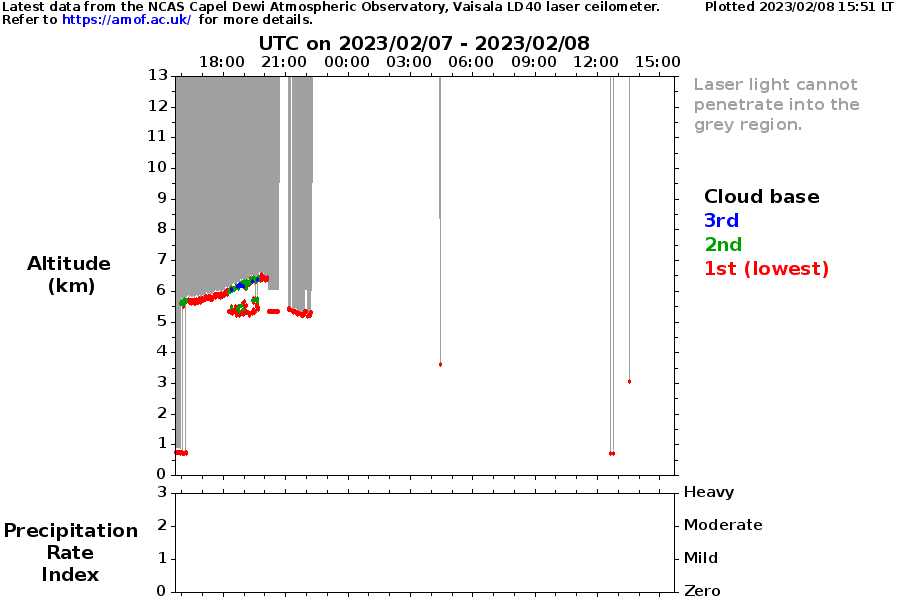 Latest data from the NCAS Capel Dewi Atmospheric Observatory, Vaisala LD40 laser ceilometer. Plotted 2023/02/08 15:51 LT
Refer to https://amof.ac.uk/ for more details.
UTC on 2023/02/07 - 2023/02/08
18:00 21:00 00:00 03:00 06:00 09:00 12:00 15:00
13
12
11
10
9
8
7
6
5
4
3
2
1
0
Altitude
(km)
Laser light cannot
penetrate into the
grey region.
Cloud base
3rd
2nd
1st (lowest)
3 Heavy
2 Moderate
1 Mild
0 Zero
Precipitation
Rate
Index